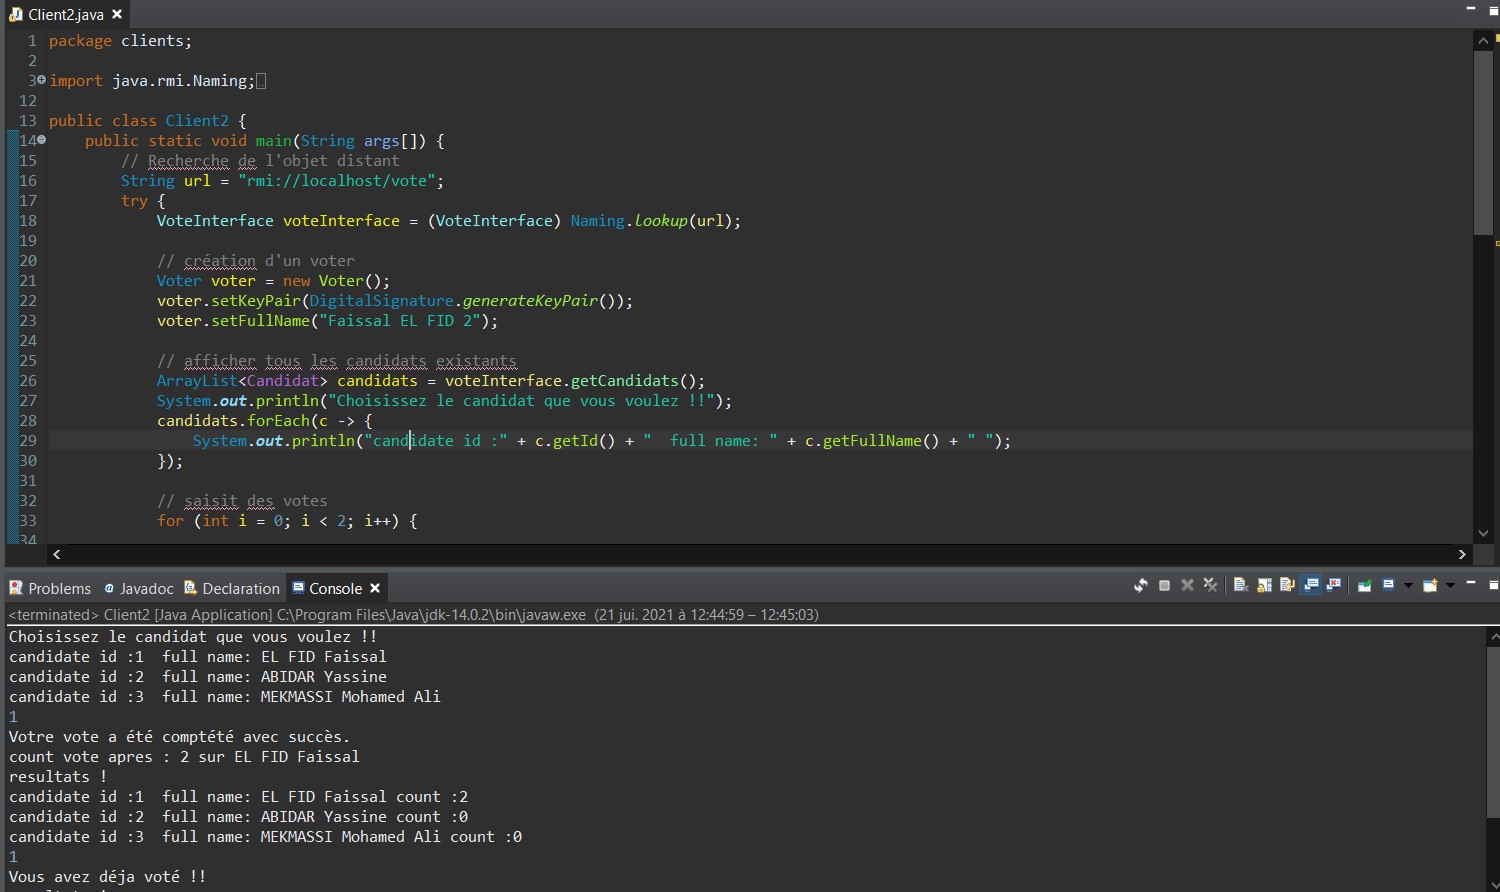 Client2.java
1 package clients;
2
3 import java.rmi.Naming;
12
13 public class Client2 {
14 public static void main(String args[]) {
15 // Recherche de l'objet distant
16 String url = "rmi://localhost/vote";
17 try {
18 VoteInterface voteInterface = (VoteInterface) Naming.lookup(url);
19
20 // création d'un voter
21 Voter voter = new Voter();
22 voter.setKeyPair(DigitalSignature.generateKeyPair());
23 voter.setFullName("Faissal EL FID 2");
24
25 // afficher tous les candidats existants
26 ArrayList<Candidat> candidats = voteInterface.getCandidats();
27 System.out.println("Choisissez le candidat que vous voulez !!");
28 candidats.forEach(c -> {
29 System.out.println("candidate id :" + c.getId() + "  full name: " + c.getFullName() + " ");
30 });
31
32 // saisit des votes
33 for (int i = 0; i < 2; i++) {
34
Problems Javadoc Declaration Console
<terminated> Client2 [Java Application] C:\Program Files\Java\jdk-14.0.2\bin\javaw.exe (21 jui. 2021 à 12:44:59 – 12:45:03)
Choisissez le candidat que vous voulez !!
candidate id :1  full name: EL FID Faissal
candidate id :2  full name: ABIDAR Yassine
candidate id :3  full name: MEKMASSI Mohamed Ali
1
Votre vote a été comptété avec succès.
count vote apres : 2 sur EL FID Faissal
resultats !
candidate id :1  full name: EL FID Faissal count :2
candidate id :2  full name: ABIDAR Yassine count :0
candidate id :3  full name: MEKMASSI Mohamed Ali count :0
1
Vous avez déja voté !!